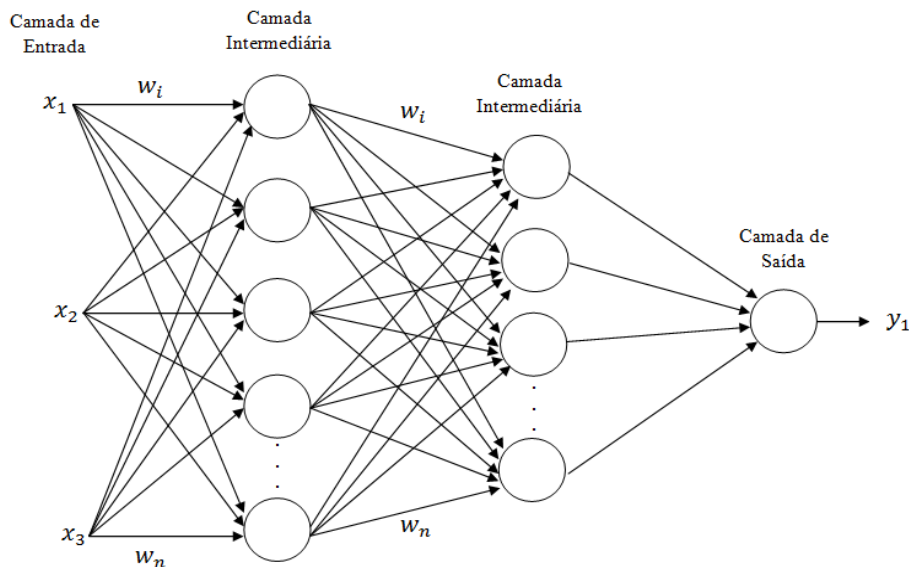 Camada de
Entrada
Camada
Intermediária
Camada
Intermediária
Camada de
Saída
x₁
wᵢ
wᵢ
x₂
y₁
x₃
wₙ
wₙ